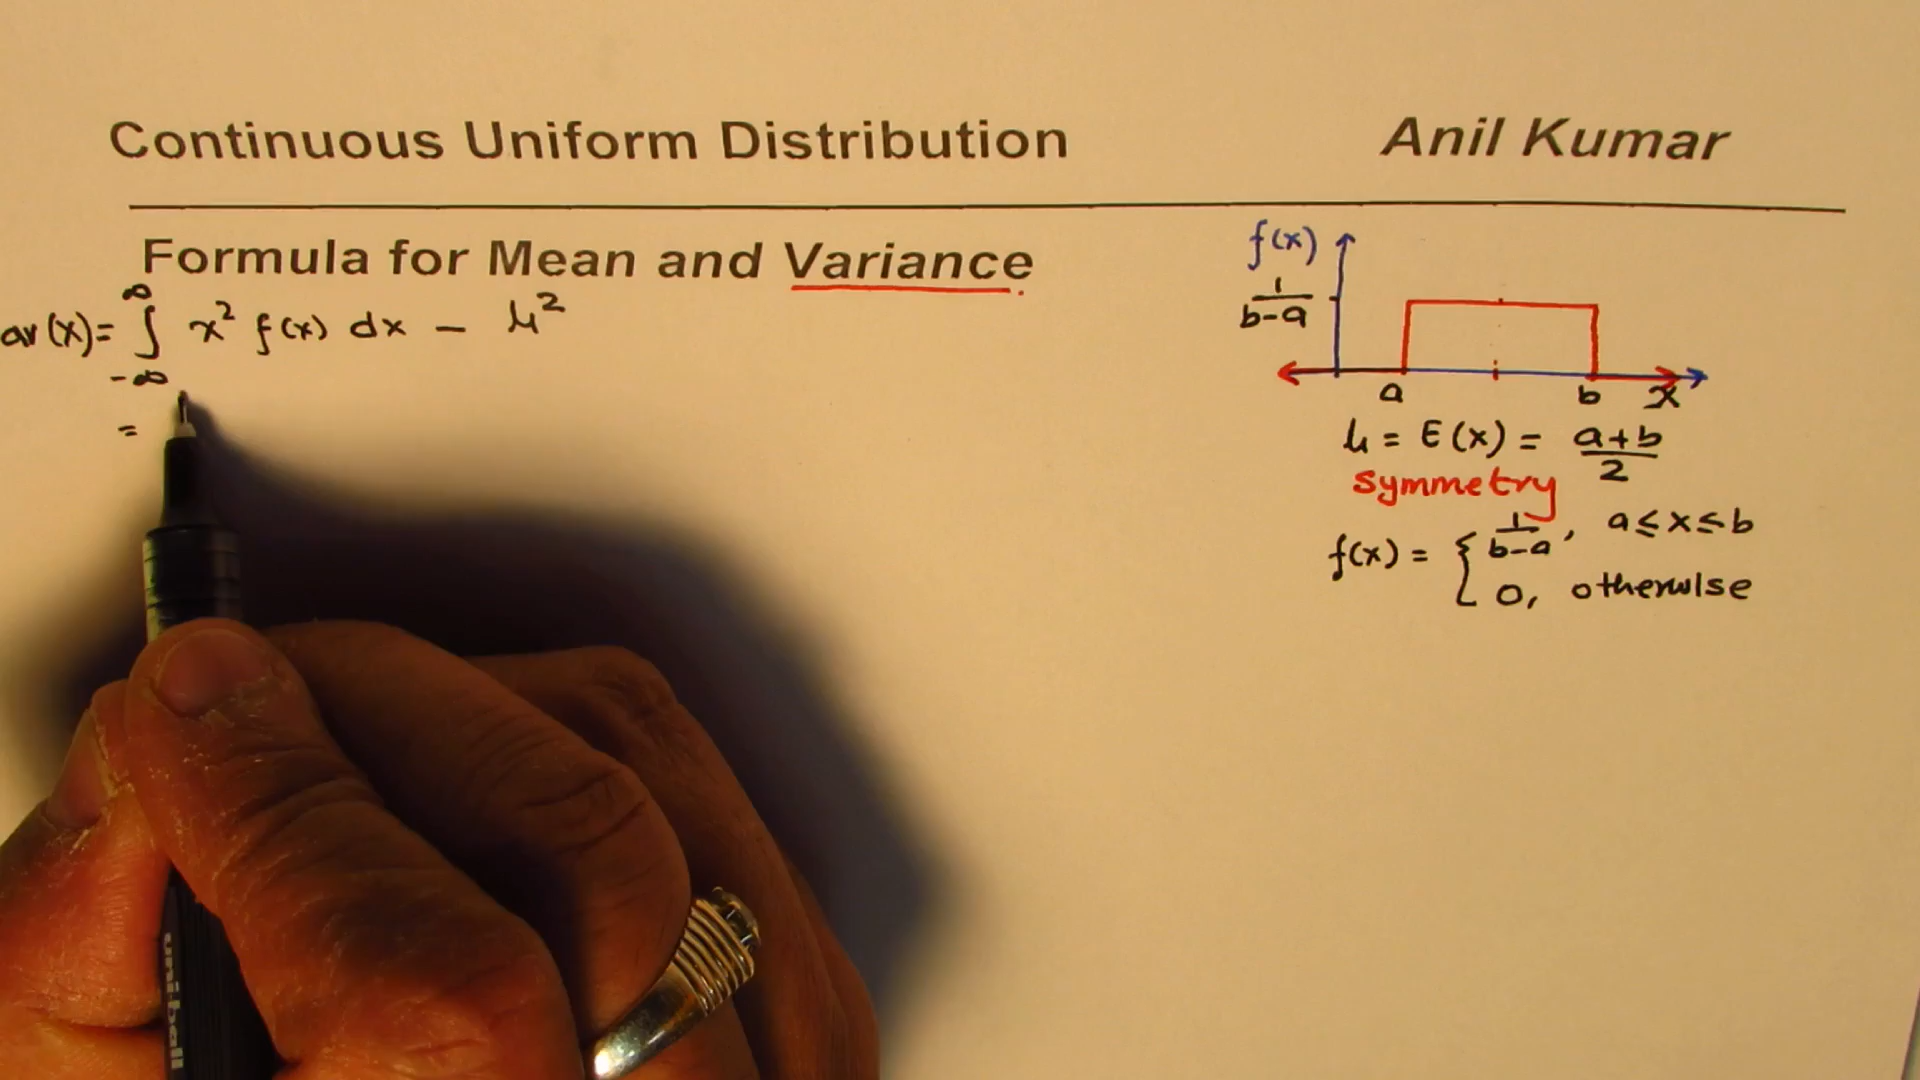 Continuous Uniform Distribution
Anil Kumar
Formula for Mean and Variance
ar(x)= ∫_{-∞}^{∞} x² f(x) dx - μ²
=
f(x)
1/(b-a)
a b x
μ = E(x) = (a+b)/2
Symmetry
f(x) = { 1/(b-a), a≤x≤b
0, otherwise
uniball